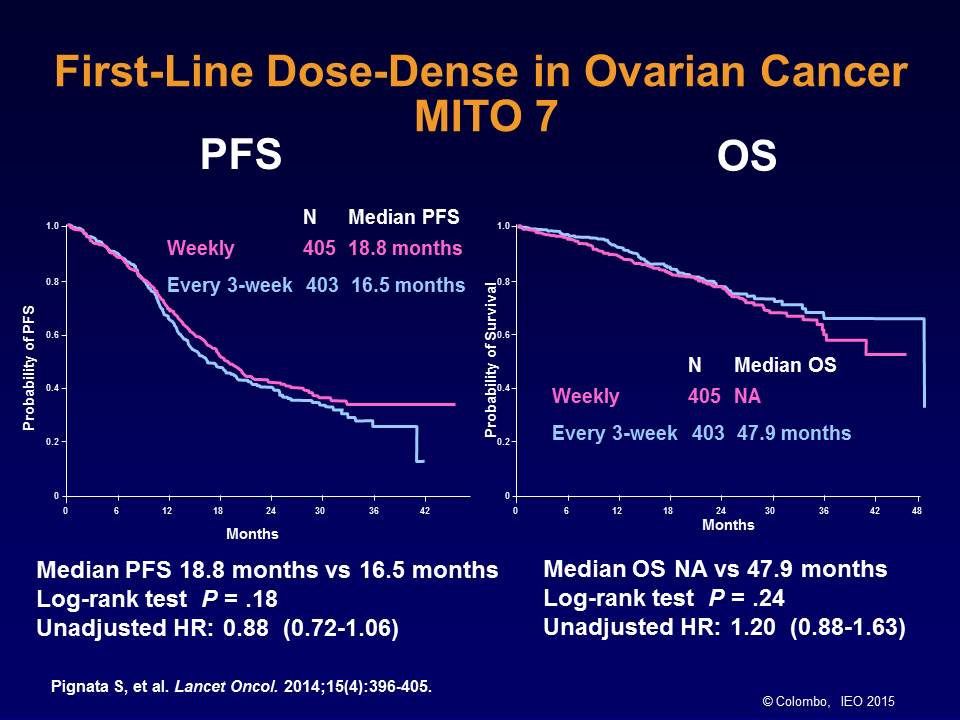 First-Line Dose-Dense in Ovarian Cancer
MITO 7
PFS
N Median PFS
Weekly 405 18.8 months
Every 3-week 403 16.5 months
Probability of PFS
1.0
0.8
0.6
0.4
0.2
0
0 6 12 18 24 30 36 42
Months
Median PFS 18.8 months vs 16.5 months
Log-rank test P = .18
Unadjusted HR: 0.88 (0.72-1.06)
OS
Probability of Survival
1.0
0.8
0.6
0.4
0.2
0
N Median OS
Weekly 405 NA
Every 3-week 403 47.9 months
0 6 12 18 24 30 36 42 48
Months
Median OS NA vs 47.9 months
Log-rank test P = .24
Unadjusted HR: 1.20 (0.88-1.63)
Pignata S, et al. Lancet Oncol. 2014;15(4):396-405.
© Colombo, IEO 2015